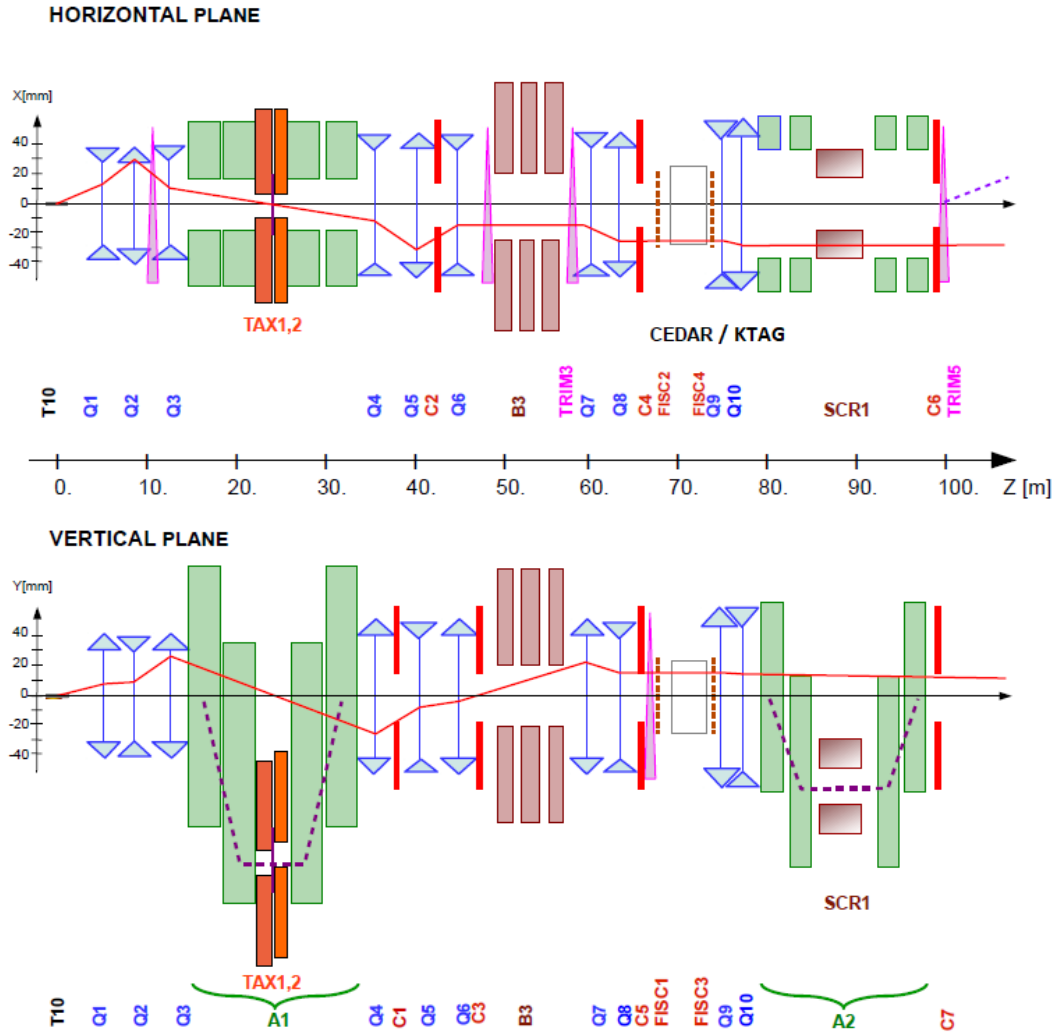 HORIZONTAL PLANE
X[mm]
40
20
0
-20
-40
TAX1,2
CEDAR / KTAG
T10 Q1 Q2 Q3 Q4 Q5 C2 Q6 B3 TRIM3 Q7 Q8 C4 FISC2 FISC4 Q9 Q10 SCR1 C6 TRIM5
0. 10. 20. 30. 40. 50. 60. 70. 80. 90. 100. Z [m]
VERTICAL PLANE
Y[mm]
40
20
0
-20
-40
SCR1
TAX1,2
T10 Q1 Q2 Q3 A1 Q4 C1 Q5 Q6 C3 B3 Q7 Q8 C5 FISC1 FISC3 Q9 Q10 A2 C7